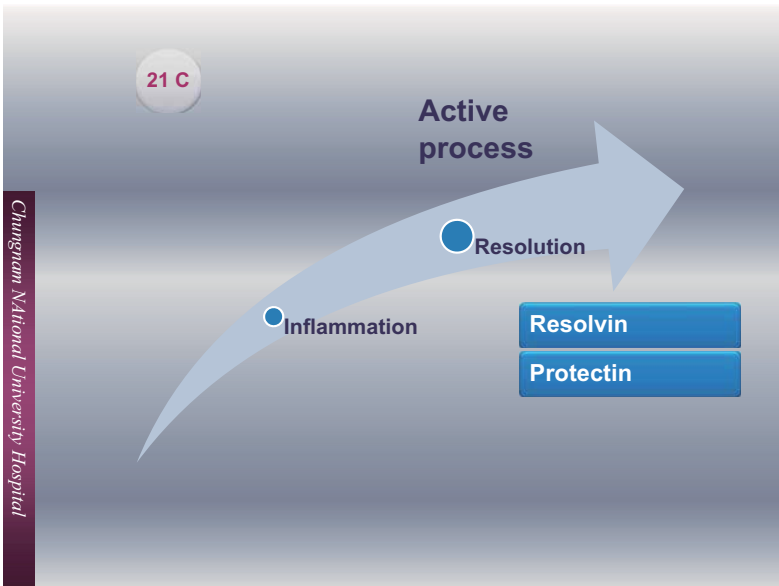 21 C
Active
process
Resolution
Inflammation
Resolvin
Protectin
Chungnam NAtional University Hospital